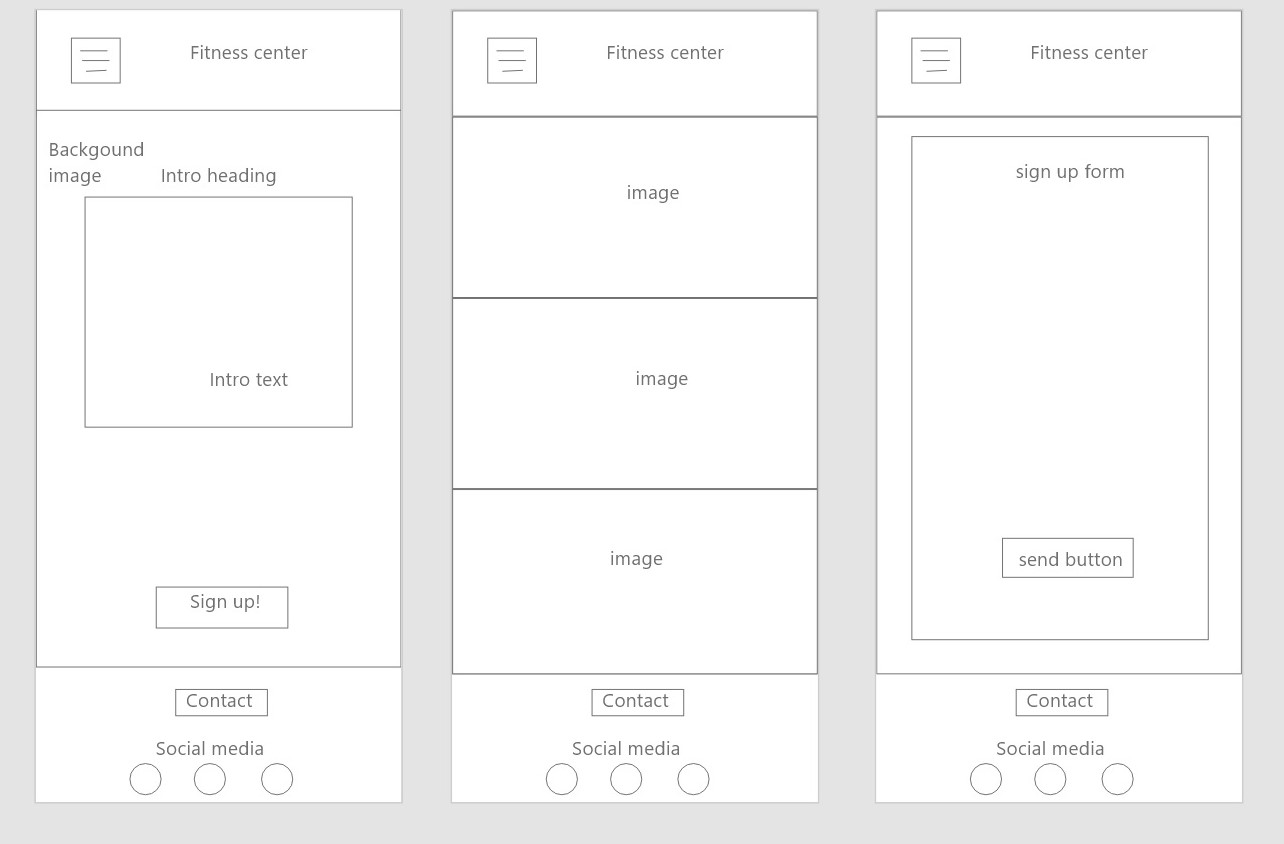 Fitness center
Backgound
image
Intro heading
Intro text
Sign up!
Contact
Social media
Fitness center
image
image
image
Contact
Social media
Fitness center
sign up form
send button
Contact
Social media